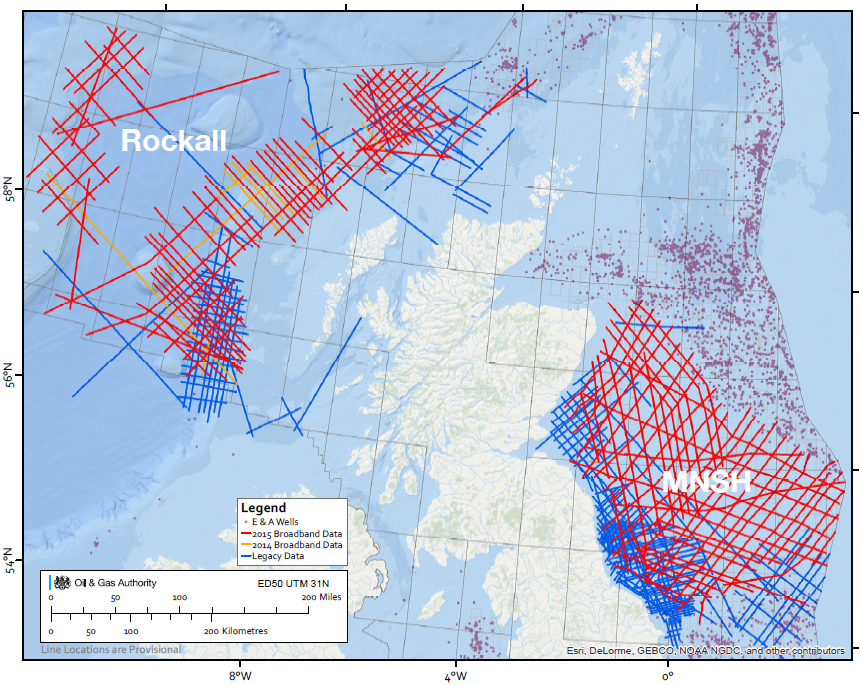 Rockall
MNSH
58°N
56°N
54°N
Legend
E & A Wells
2015 Broadband Data
2014 Broadband Data
Legacy Data
Oil & Gas Authority
ED50 UTM 31N
0 50 100 200 Miles
0 50 100 200 Kilometres
Line Locations are Provisional
Esri, DeLorme, GEBCO, NOAA NGDC, and other contributors
8°W 4°W 0°